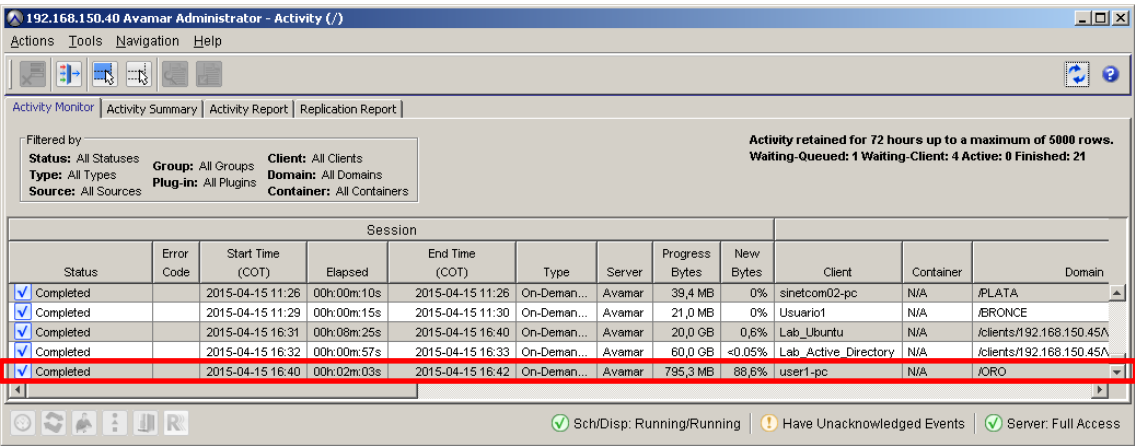 192.168.150.40 Avamar Administrator - Activity (/)
Actions Tools Navigation Help
Activity Monitor Activity Summary Activity Report Replication Report
Filtered by
Status: All Statuses Group: All Groups Client: All Clients
Type: All Types Plug-in: All Plugins Domain: All Domains
Source: All Sources Container: All Containers
Activity retained for 72 hours up to a maximum of 5000 rows.
Waiting-Queued: 1 Waiting-Client: 4 Active: 0 Finished: 21
Session
Status Error Code Start Time (COT) Elapsed End Time (COT) Type Server Progress Bytes New Bytes Client Container Domain
Completed 2015-04-15 11:26 00h:00m:10s 2015-04-15 11:26 On-Deman... Avamar 39,4 MB 0% sinetcom02-pc N/A /PLATA
Completed 2015-04-15 11:29 00h:00m:15s 2015-04-15 11:30 On-Deman... Avamar 21,0 MB 0% Usuario1 N/A /BRONCE
Completed 2015-04-15 16:31 00h:08m:25s 2015-04-15 16:40 On-Deman... Avamar 20,0 GB 0,6% Lab_Ubuntu N/A /clients/192.168.150.45/
Completed 2015-04-15 16:32 00h:00m:57s 2015-04-15 16:33 On-Deman... Avamar 60,0 GB <0.05% Lab_Active_Directory N/A /clients/192.168.150.45/
Completed 2015-04-15 16:40 00h:02m:03s 2015-04-15 16:42 On-Deman... Avamar 795,3 MB 88,6% user1-pc N/A /ORO
Sch/Disp: Running/Running Have Unacknowledged Events Server: Full Access